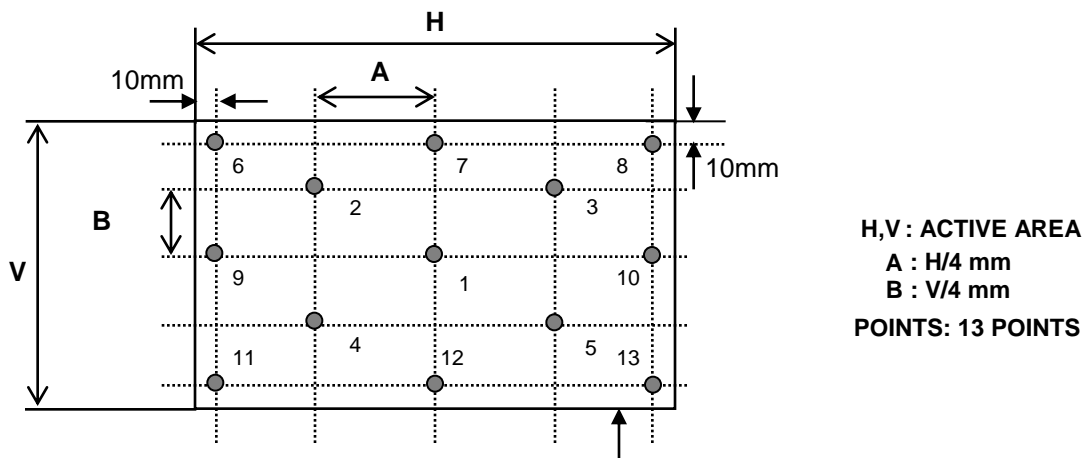 H
A
10mm
6
7
8
10mm
2
3
B
V
9
1
10
H,V : ACTIVE AREA
A : H/4 mm
B : V/4 mm
POINTS: 13 POINTS
4
5
11
12
13